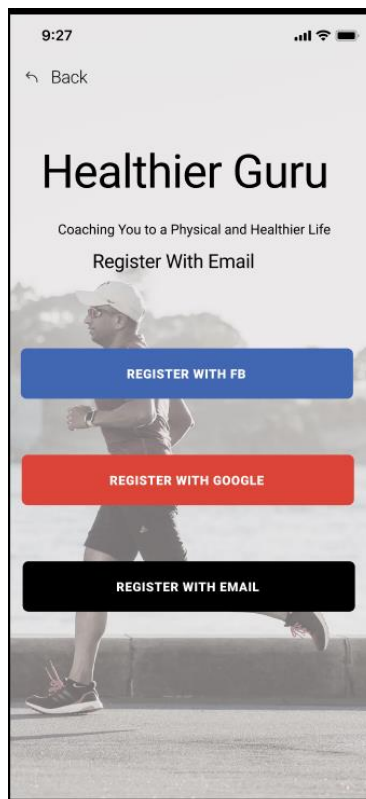 9:27
Back
Healthier Guru
Coaching You to a Physical and Healthier Life
Register With Email
REGISTER WITH FB
REGISTER WITH GOOGLE
REGISTER WITH EMAIL